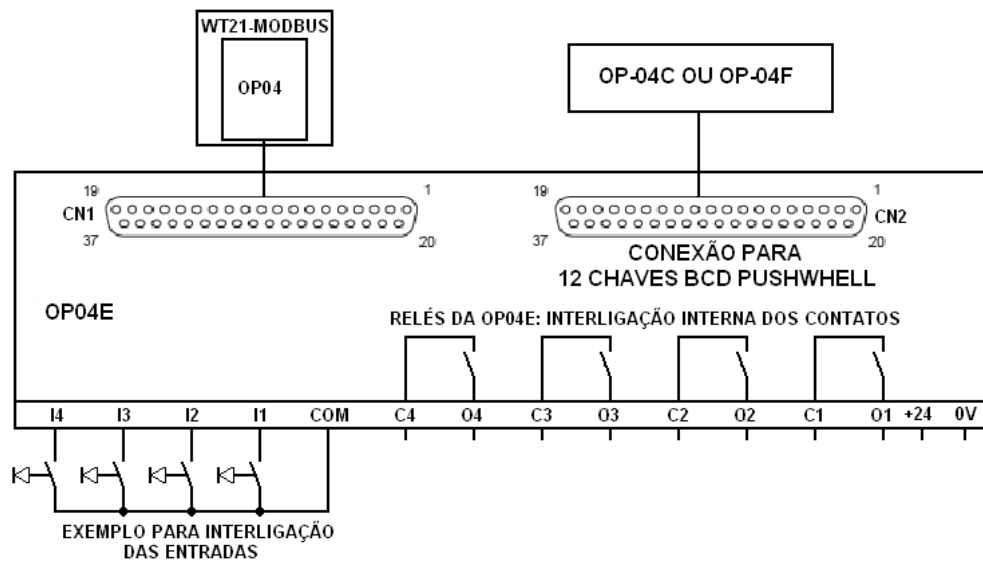 WT21-MODBUS
OP04
OP-04C OU OP-04F
19
1
CN1
37
20
19
1
CN2
37
20
CONEXÃO PARA
12 CHAVES BCD PUSHWHELL
OP04E
RELÉS DA OP04E: INTERLIGAÇÃO INTERNA DOS CONTATOS
I4 I3 I2 I1 COM C4 O4 C3 O3 C2 O2 C1 O1 +24 0V
EXEMPLO PARA INTERLIGAÇÃO
DAS ENTRADAS